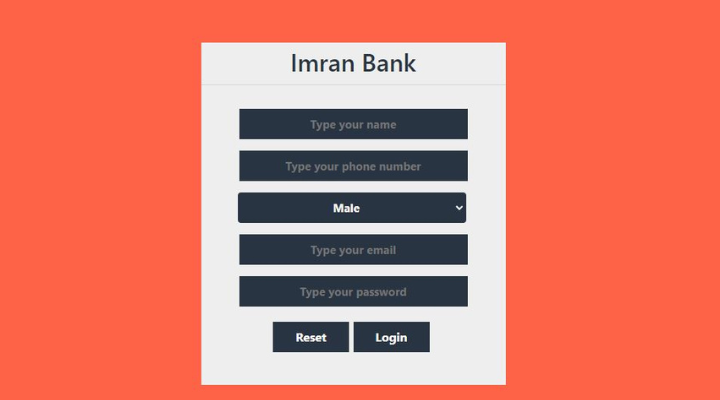 Imran Bank
Type your name
Type your phone number
Male
Type your email
Type your password
Reset Login